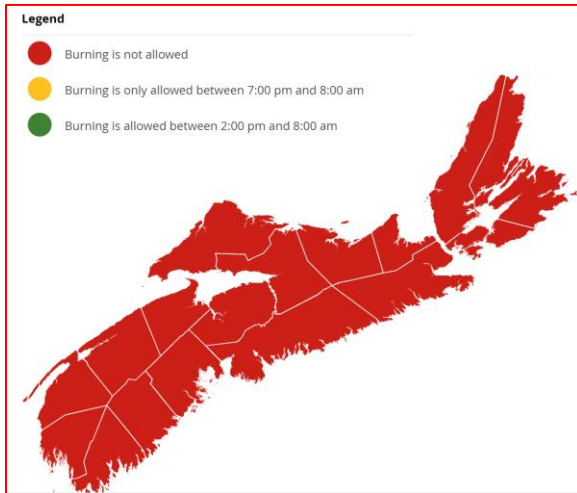 Legend
Burning is not allowed
Burning is only allowed between 7:00 pm and 8:00 am
Burning is allowed between 2:00 pm and 8:00 am